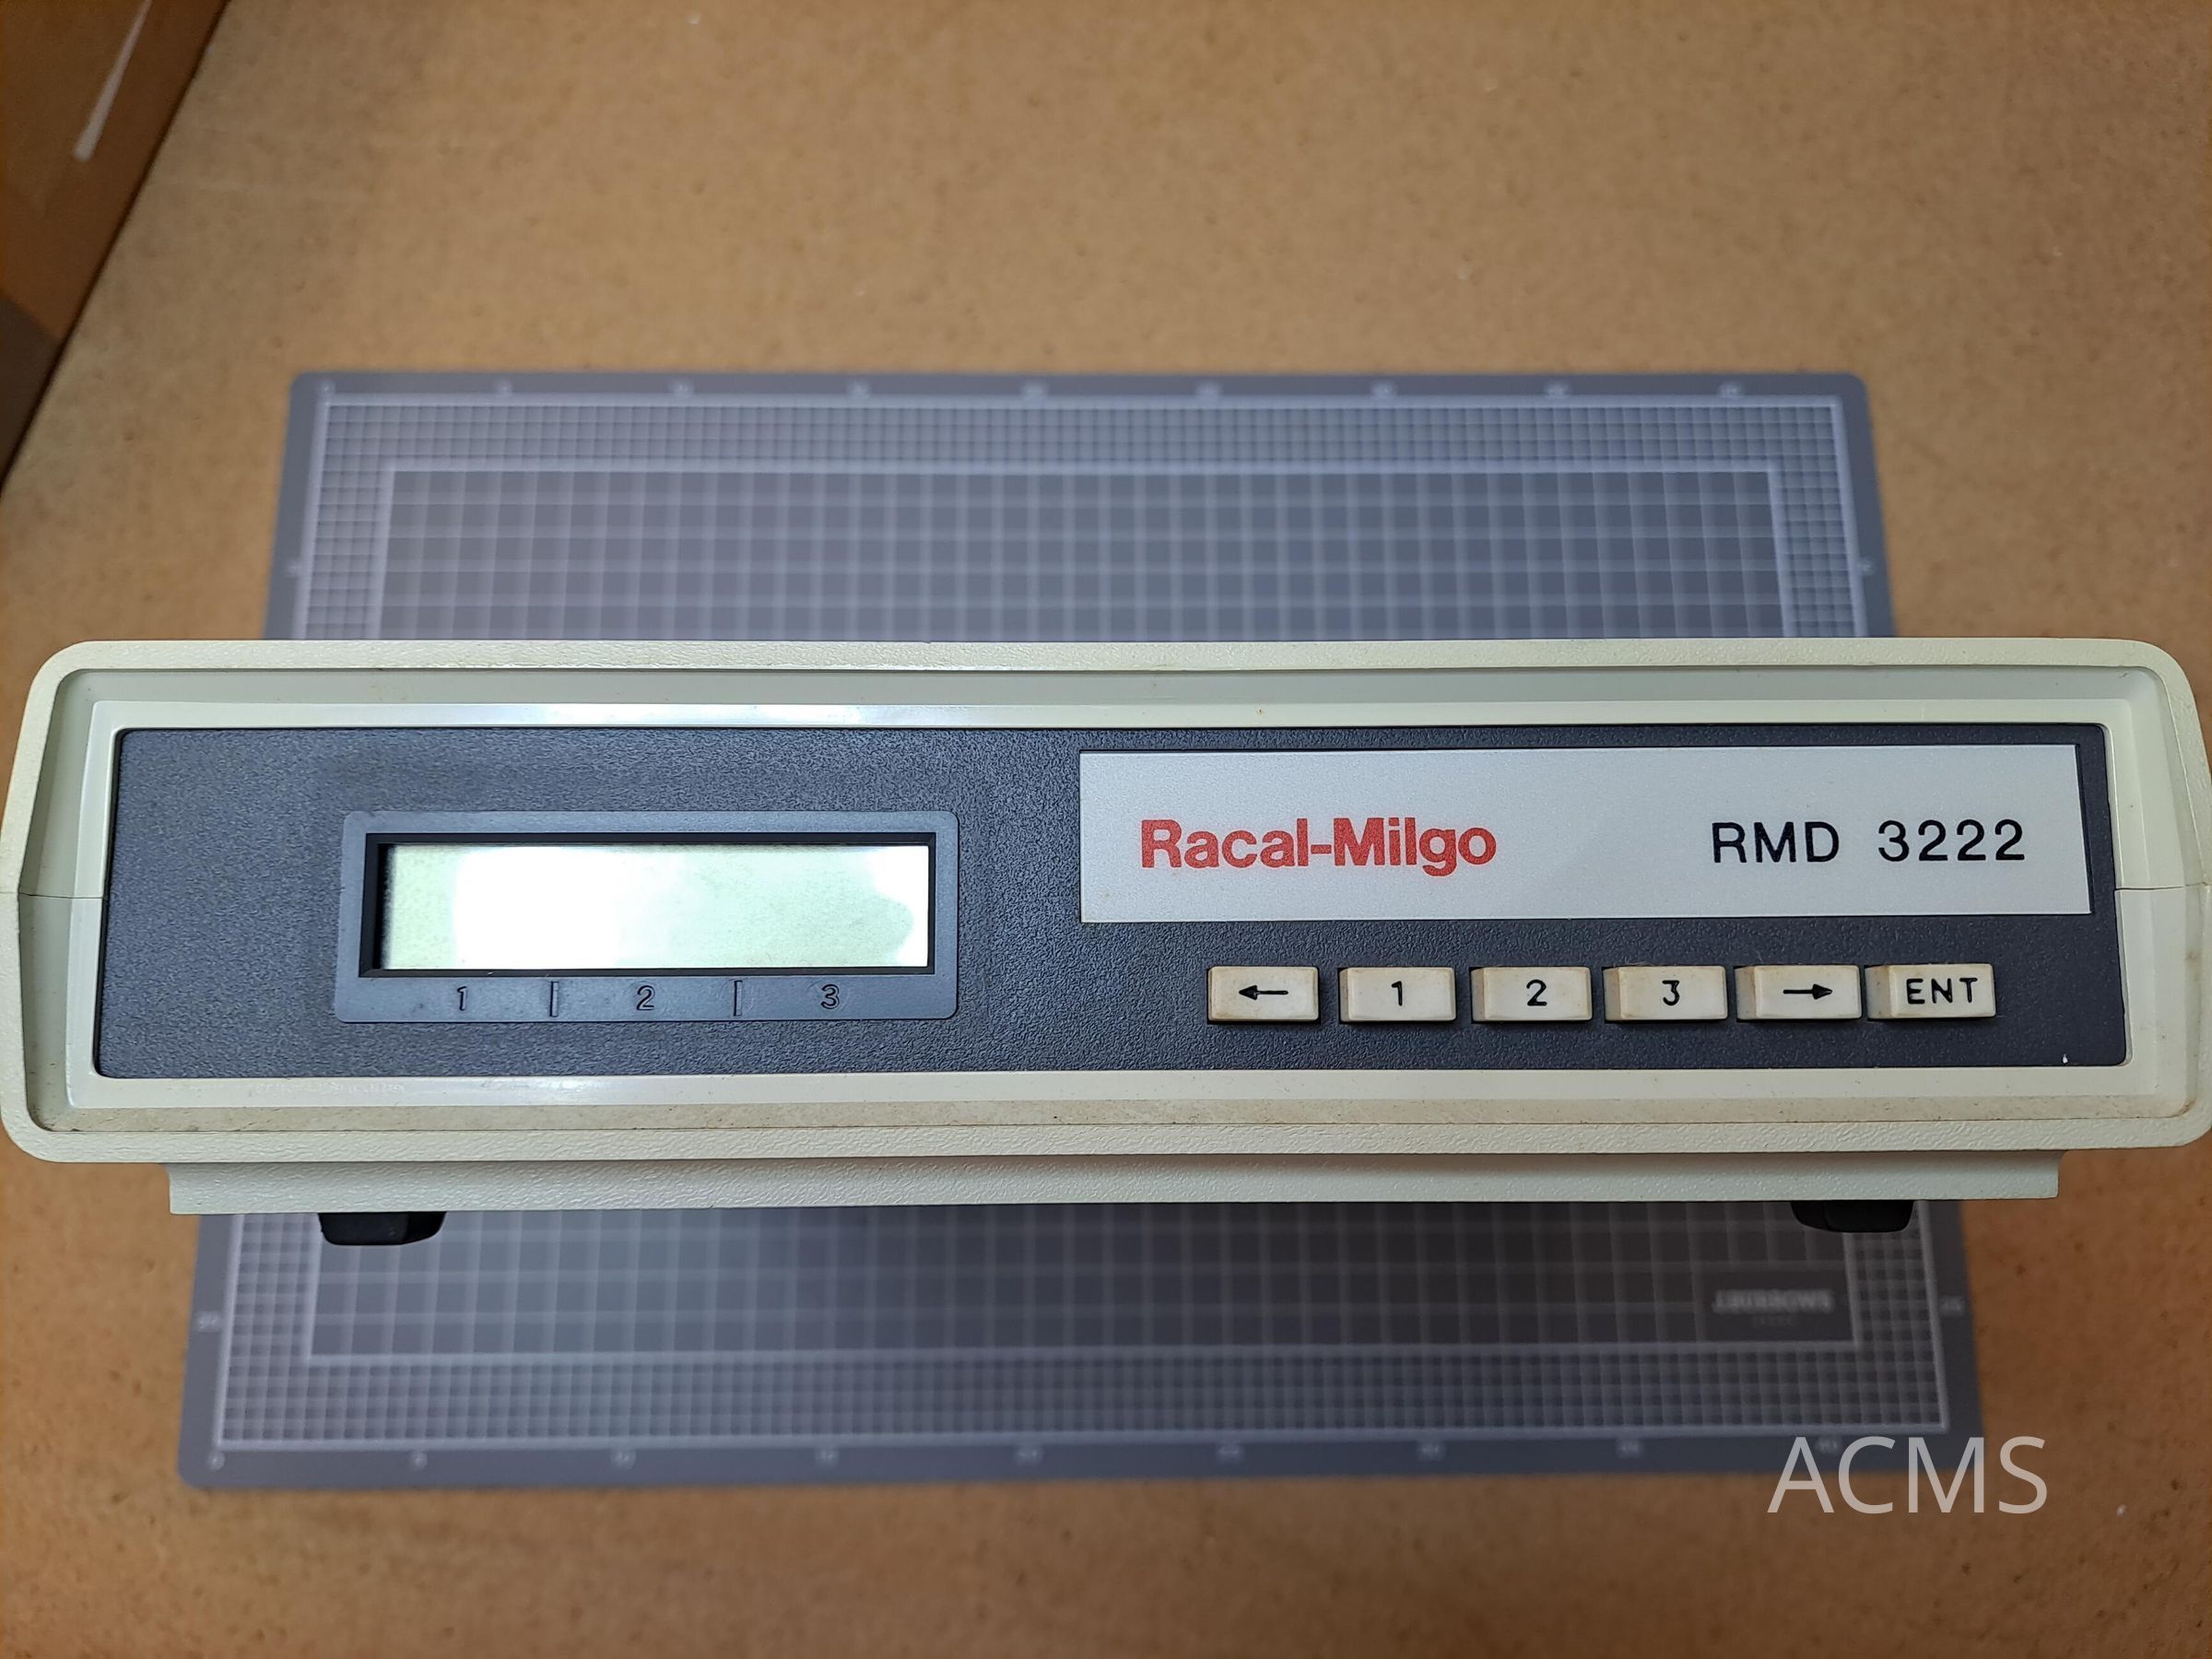 Racal-Milgo RMD 3222
1 | 2 | 3
← 1 2 3 → ENT
ACMS